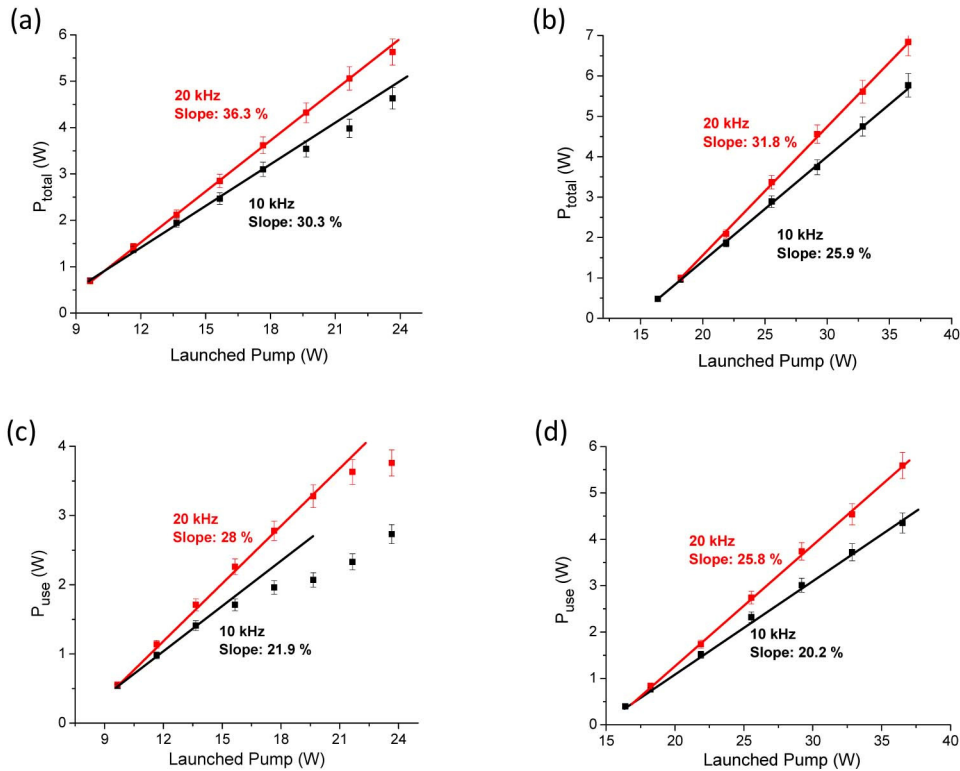 (a)
6
5
4
3
2
1
0
P_total (W)
20 kHz
Slope: 36.3 %
10 kHz
Slope: 30.3 %
9 12 15 18 21 24
Launched Pump (W)
(b)
7
6
5
4
3
2
1
0
P_total (W)
20 kHz
Slope: 31.8 %
10 kHz
Slope: 25.9 %
15 20 25 30 35 40
Launched Pump (W)
(c)
4
3
2
1
0
P_use (W)
20 kHz
Slope: 28 %
10 kHz
Slope: 21.9 %
9 12 15 18 21 24
Launched Pump (W)
(d)
6
5
4
3
2
1
0
P_use (W)
20 kHz
Slope: 25.8 %
10 kHz
Slope: 20.2 %
15 20 25 30 35 40
Launched Pump (W)